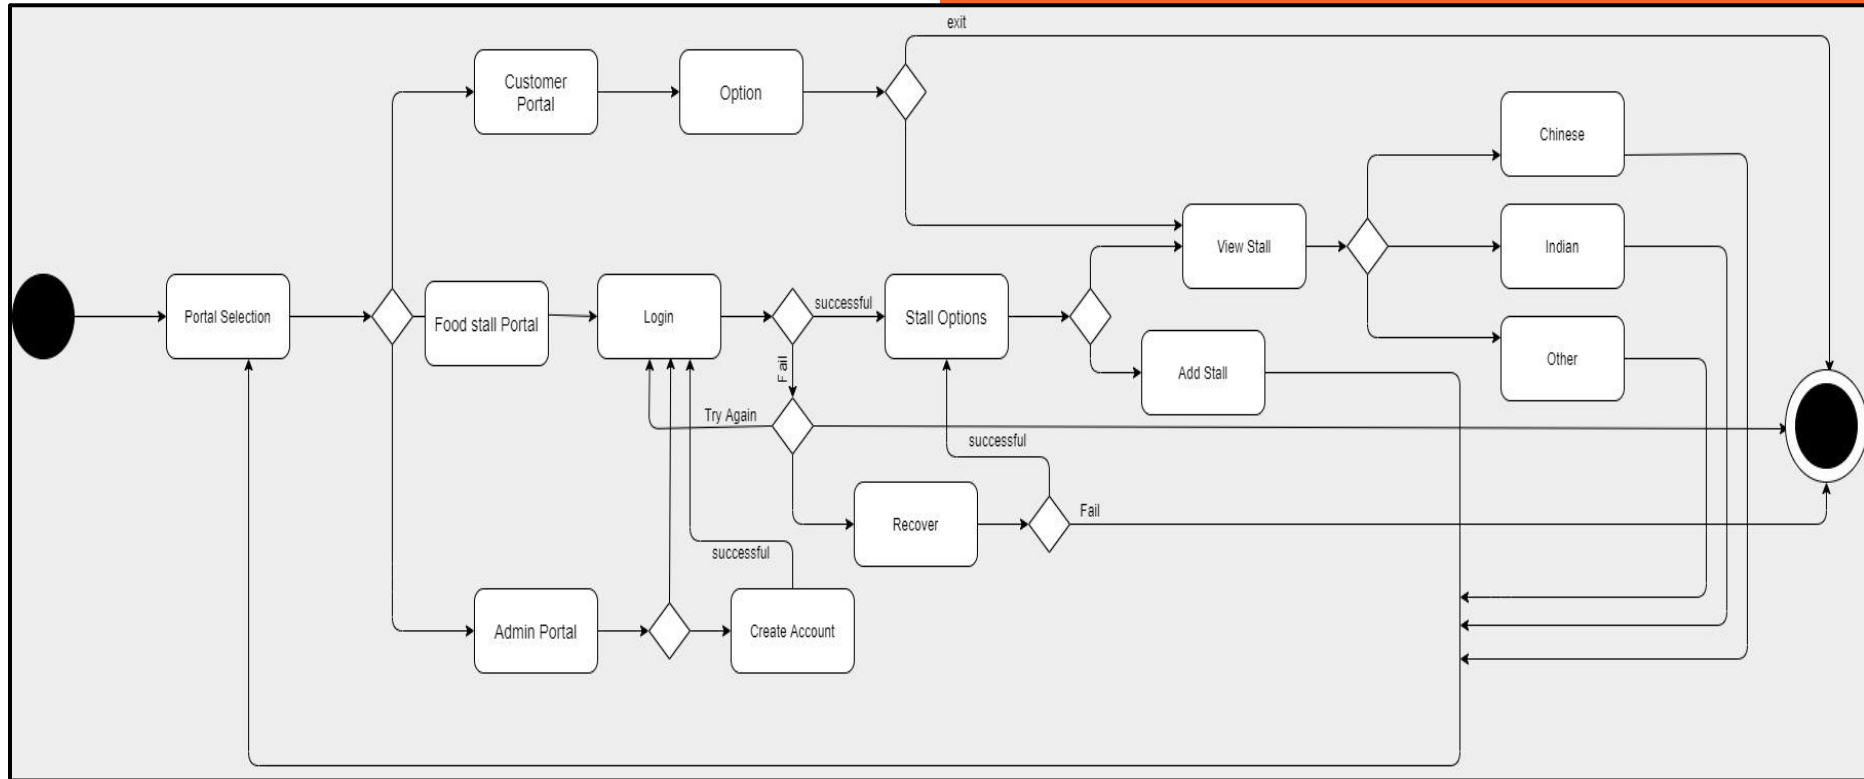 exit
Customer
Portal
Option
Chinese
View Stall
Indian
Portal Selection
Food stall Portal
Login
successful
Stall Options
Fail
Add Stall
Other
Try Again
successful
Recover
Fail
successful
Admin Portal
Create Account